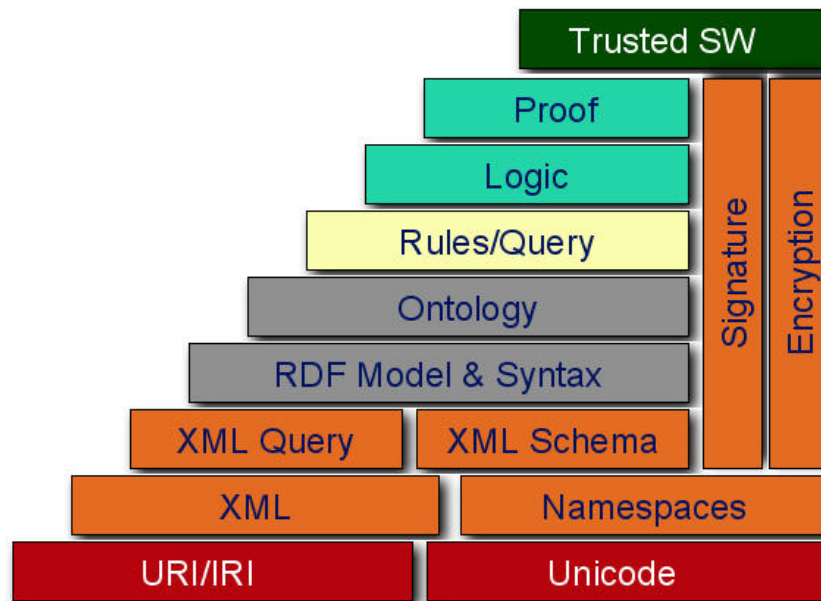 Trusted SW
Proof
Logic
Rules/Query
Ontology
RDF Model & Syntax
XML Query
XML Schema
Signature
Encryption
XML
Namespaces
URI/IRI
Unicode